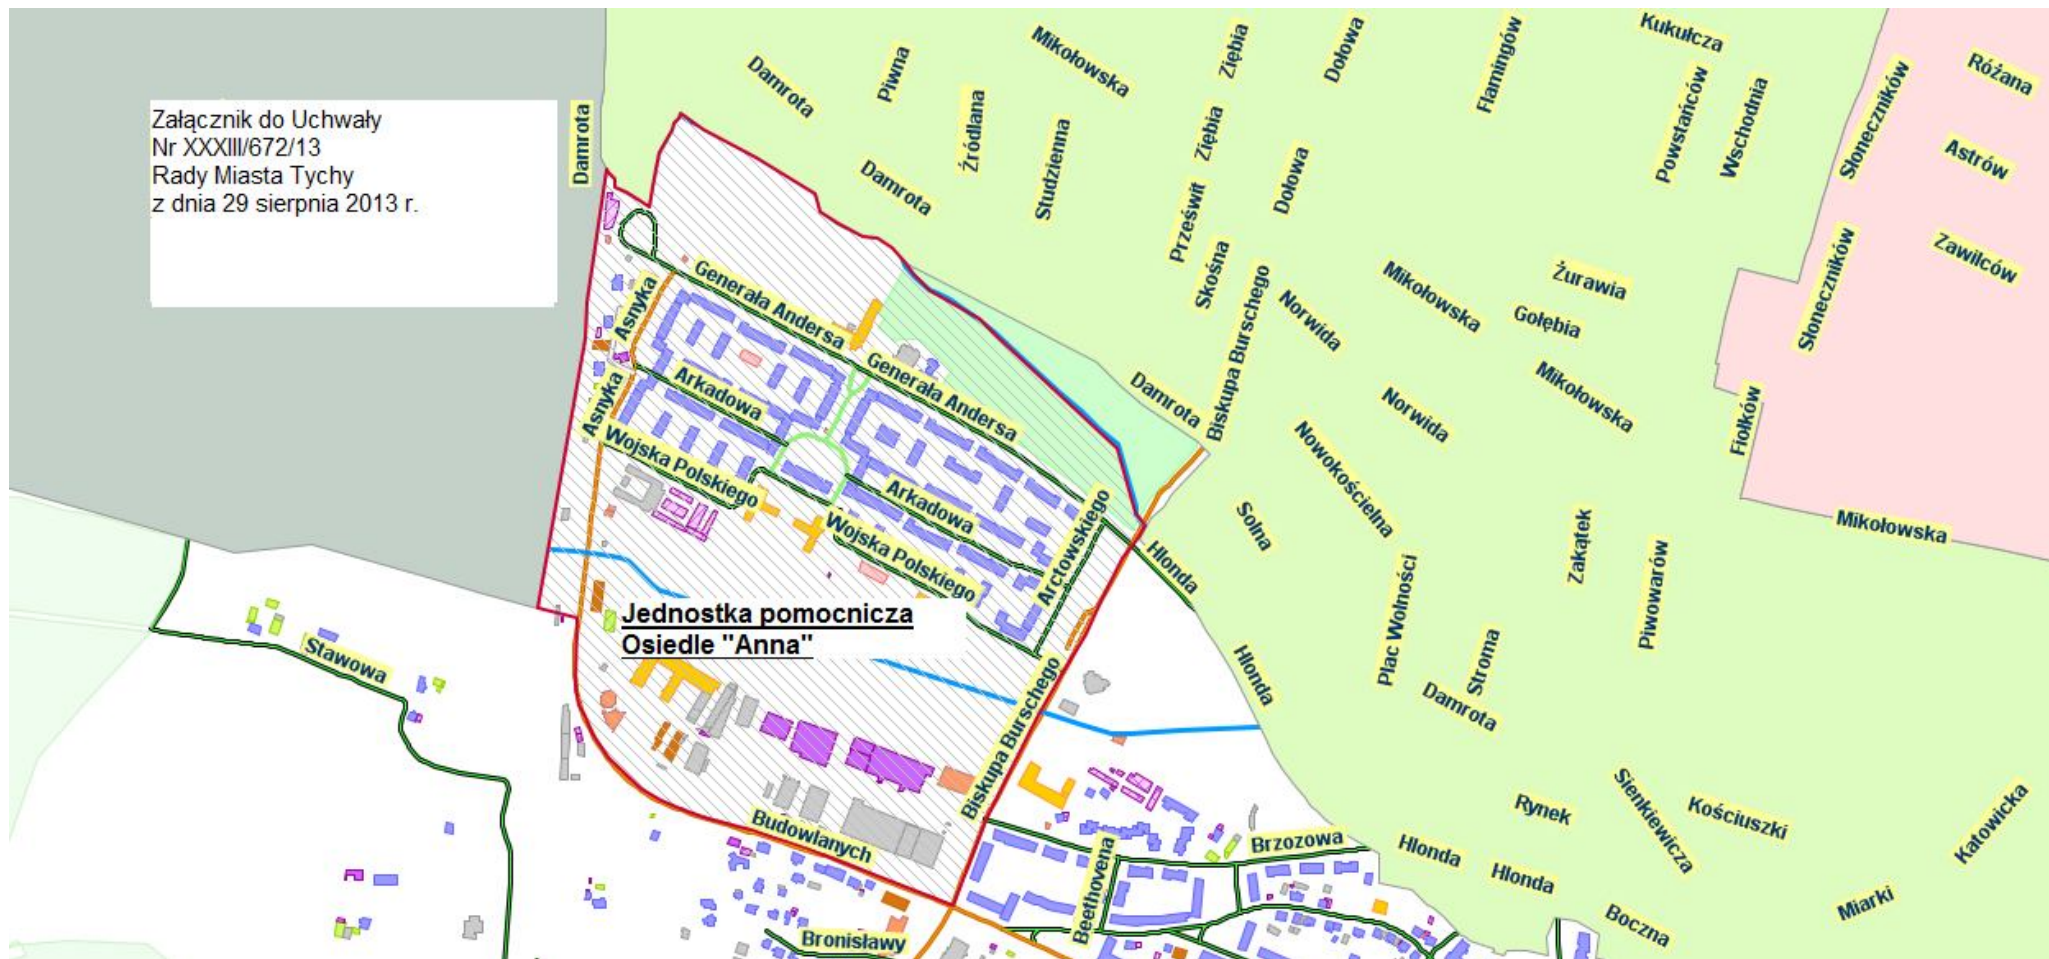 Załącznik do Uchwały
Nr XXXIII/672/13
Rady Miasta Tychy
z dnia 29 sierpnia 2013 r.
Damrota
Damrota
Piwna
Źródlana
Mikołowska
Studzienna
Damrota
Ziębia
Ziębia
Dołowa
Dołowa
Prześwit
Skośna
Flamingów
Kukułcza
Powstańców
Wschodnia
Słoneczników
Różana
Astrów
Zawilców
Słoneczników
Żurawia
Gołębia
Mikołowska
Norwida
Biskupa Burschego
Mikołowska
Norwida
Damrota
Fiołków
Mikołowska
Generała Andersa
Asnyka
Generała Andersa
Arkadowa
Asnyka
Wojska Polskiego
Arkadowa
Wojska Polskiego
Arctowskiego
Hlonda
Nowokościelna
Solna
Zakątek
Plac Wolności
Piwowarów
Stroma
Damrota
Hlonda
Jednostka pomocnicza
Osiedle "Anna"
Stawowa
Biskupa Burschego
Budowlanych
Bronisławy
Beethovena
Brzozowa
Hlonda
Hlonda
Rynek
Sienkiewicza
Kościuszki
Katowicka
Miarki
Boczna